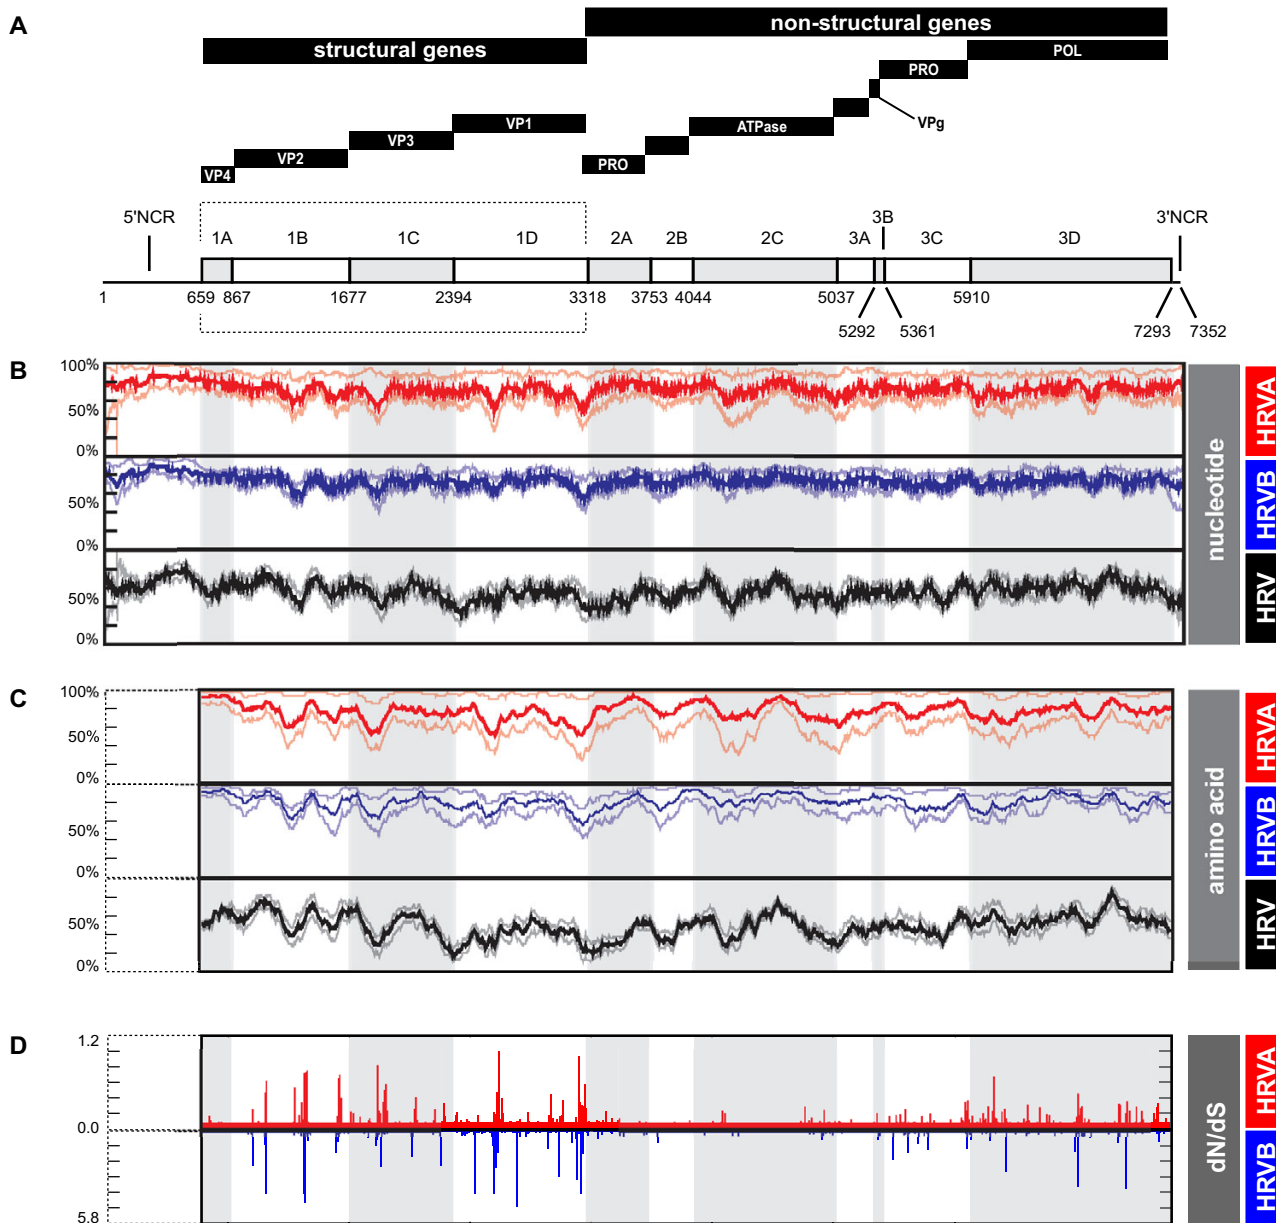 A
non-structural genes
structural genes
POL
PRO
VPg
ATPase
VP1
VP3
VP2
PRO
VP4
5'NCR
3B
3'NCR
1A 1B 1C 1D 2A 2B 2C 3A 3C 3D
1 659 867 1677 2394 3318 3753 4044 5037 5910
5292 5361 7293 7352
B
100%
50%
0%
50%
0%
50%
0%
nucleotide
HRVA
HRVB
HRV
C
100%
50%
0%
50%
0%
50%
0%
amino acid
HRVA
HRVB
HRV
D
1.2
0.0
5.8
dN/dS
HRVA
HRVB